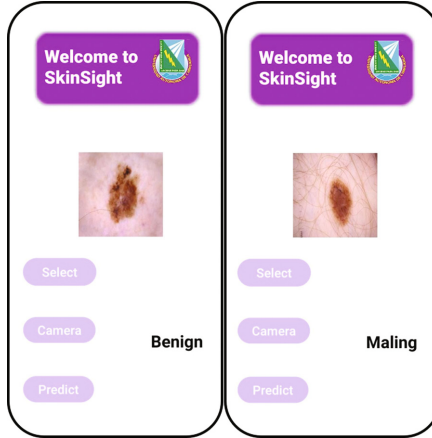 Welcome to
SkinSight
Select
Camera
Benign
Predict
Welcome to
SkinSight
Select
Camera
Maling
Predict